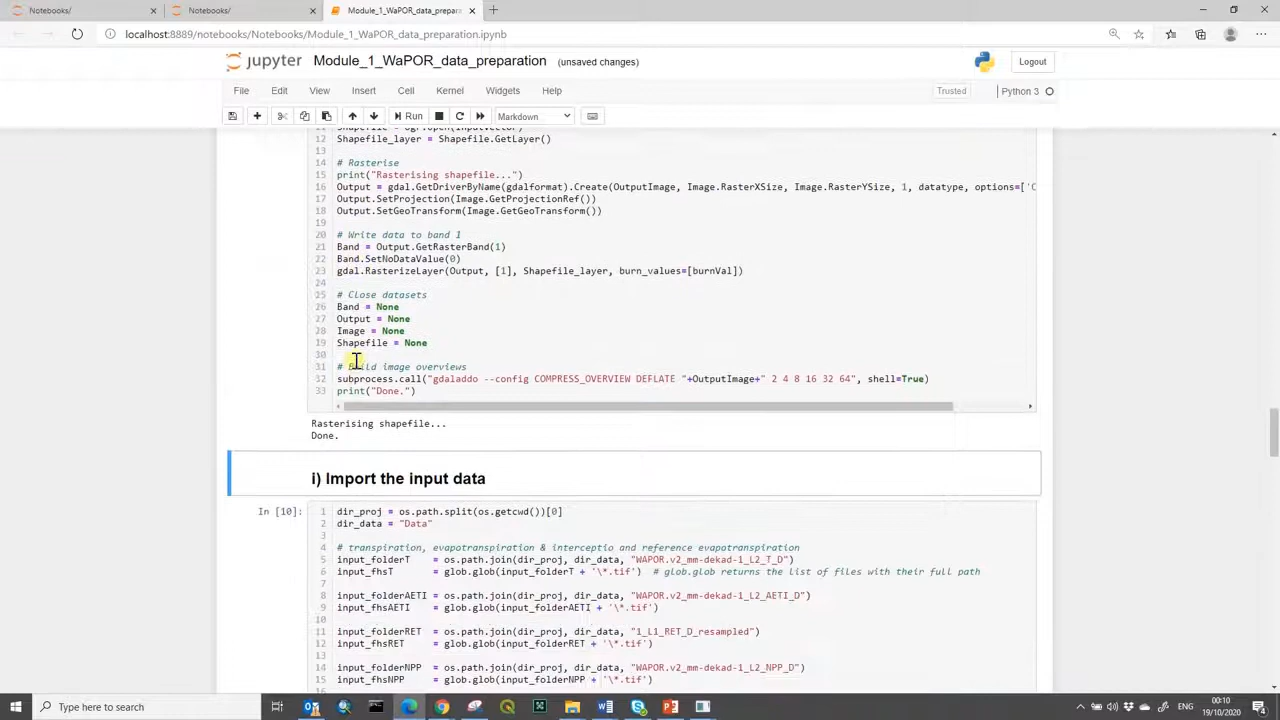 Notebooks/
Notebooks/
Module_1_WaPOR_data_prepara
localhost:8889/notebooks/Notebooks/Module_1_WaPOR_data_preparation.ipynb
jupyter Module_1_WaPOR_data_preparation (unsaved changes)
Logout
File Edit View Insert Cell Kernel Widgets Help
Trusted Python 3
Run Markdown
12 Shapefile_layer = Shapefile.GetLayer()
13
14 # Rasterise
15 print("Rasterising shapefile...")
16 Output = gdal.GetDriverByName(gdalformat).Create(OutputImage, Image.RasterXSize, Image.RasterYSize, 1, datatype, options=['C
17 Output.SetProjection(Image.GetProjectionRef())
18 Output.SetGeoTransform(Image.GetGeoTransform())
19
20 # Write data to band 1
21 Band = Output.GetRasterBand(1)
22 Band.SetNoDataValue(0)
23 gdal.RasterizeLayer(Output, [1], Shapefile_layer, burn_values=[burnVal])
24
25 # Close datasets
26 Band = None
27 Output = None
28 Image = None
29 Shapefile = None
30
31 # Build image overviews
32 subprocess.call("gdaladdo --config COMPRESS_OVERVIEW DEFLATE "+OutputImage+" 2 4 8 16 32 64", shell=True)
33 print("Done.")
Rasterising shapefile...
Done.
i) Import the input data
In [10]:
1 dir_proj = os.path.split(os.getcwd())[0]
2 dir_data = "Data"
3
4 # transpiration, evapotranspiration & interceptio and reference evapotranspiration
5 input_folderT = os.path.join(dir_proj, dir_data, "WAPOR.v2_mm-dekad-1_L2_T_D")
6 input_fhsT = glob.glob(input_folderT + '\*.tif') # glob.glob returns the list of files with their full path
7
8 input_folderAETI = os.path.join(dir_proj, dir_data, "WAPOR.v2_mm-dekad-1_L2_AETI_D")
9 input_fhsAETI = glob.glob(input_folderAETI + '\*.tif')
10
11 input_folderRET = os.path.join(dir_proj, dir_data, "1_L1_RET_D_resampled")
12 input_fhsRET = glob.glob(input_folderRET + '\*.tif')
13
14 input_folderNPP = os.path.join(dir_proj, dir_data, "WAPOR.v2_mm-dekad-1_L2_NPP_D")
15 input_fhsNPP = glob.glob(input_folderNPP + '\*.tif')
Type here to search
ENG
00:10
19/10/2020